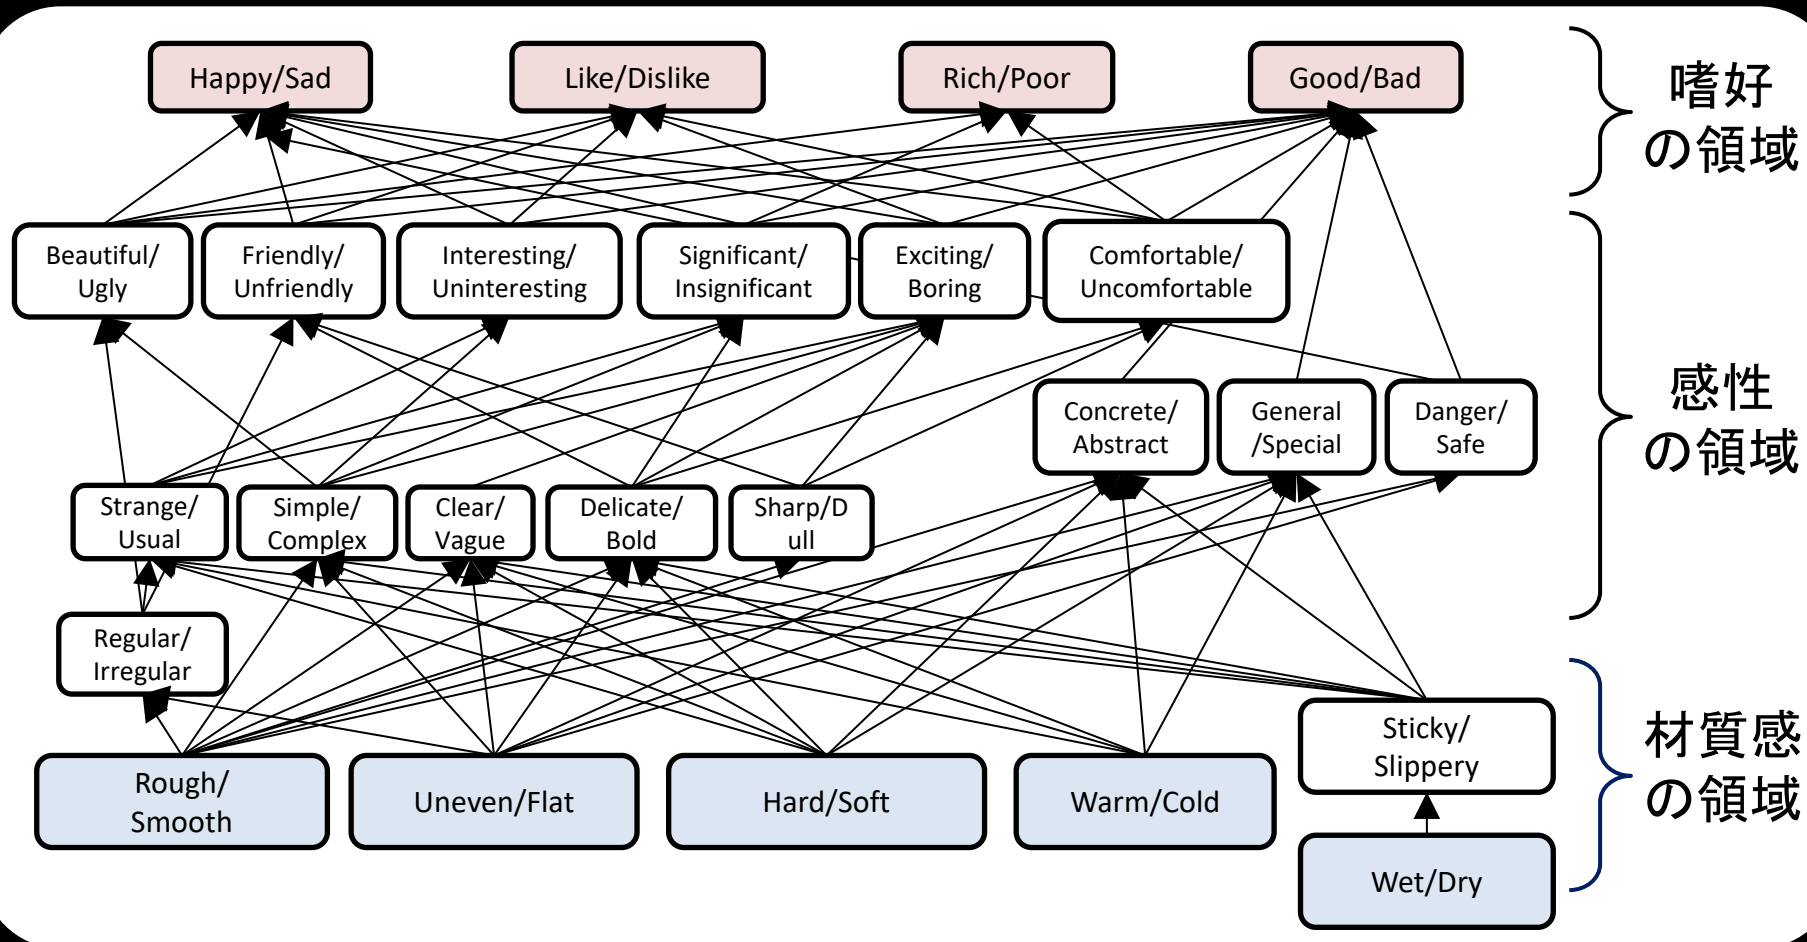 Happy/Sad
Like/Dislike
Rich/Poor
Good/Bad
嗜好
の領域
Beautiful/
Ugly
Friendly/
Unfriendly
Interesting/
Uninteresting
Significant/
Insignificant
Exciting/
Boring
Comfortable/
Uncomfortable
Concrete/
Abstract
General
/Special
Danger/
Safe
感性
の領域
Strange/
Usual
Simple/
Complex
Clear/
Vague
Delicate/
Bold
Sharp/D
ull
Regular/
Irregular
Sticky/
Slippery
材質感
の領域
Rough/
Smooth
Uneven/Flat
Hard/Soft
Warm/Cold
Wet/Dry